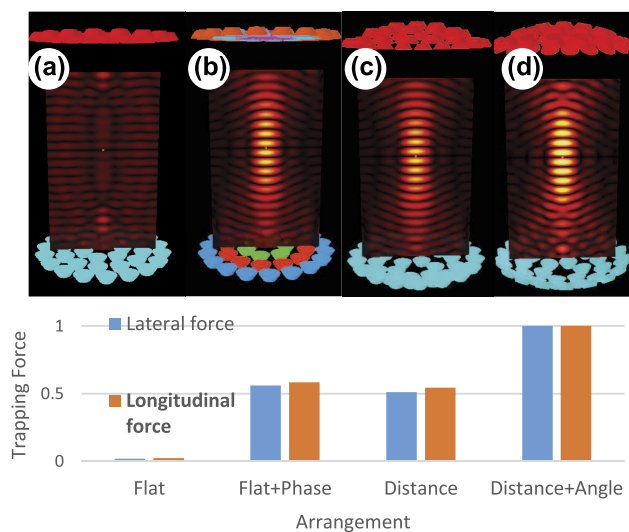 (a)
(b)
(c)
(d)
Trapping Force
1
0.5
0
Lateral force
Longitudinal
force
Flat
Flat+Phase
Distance
Distance+Angle
Arrangement